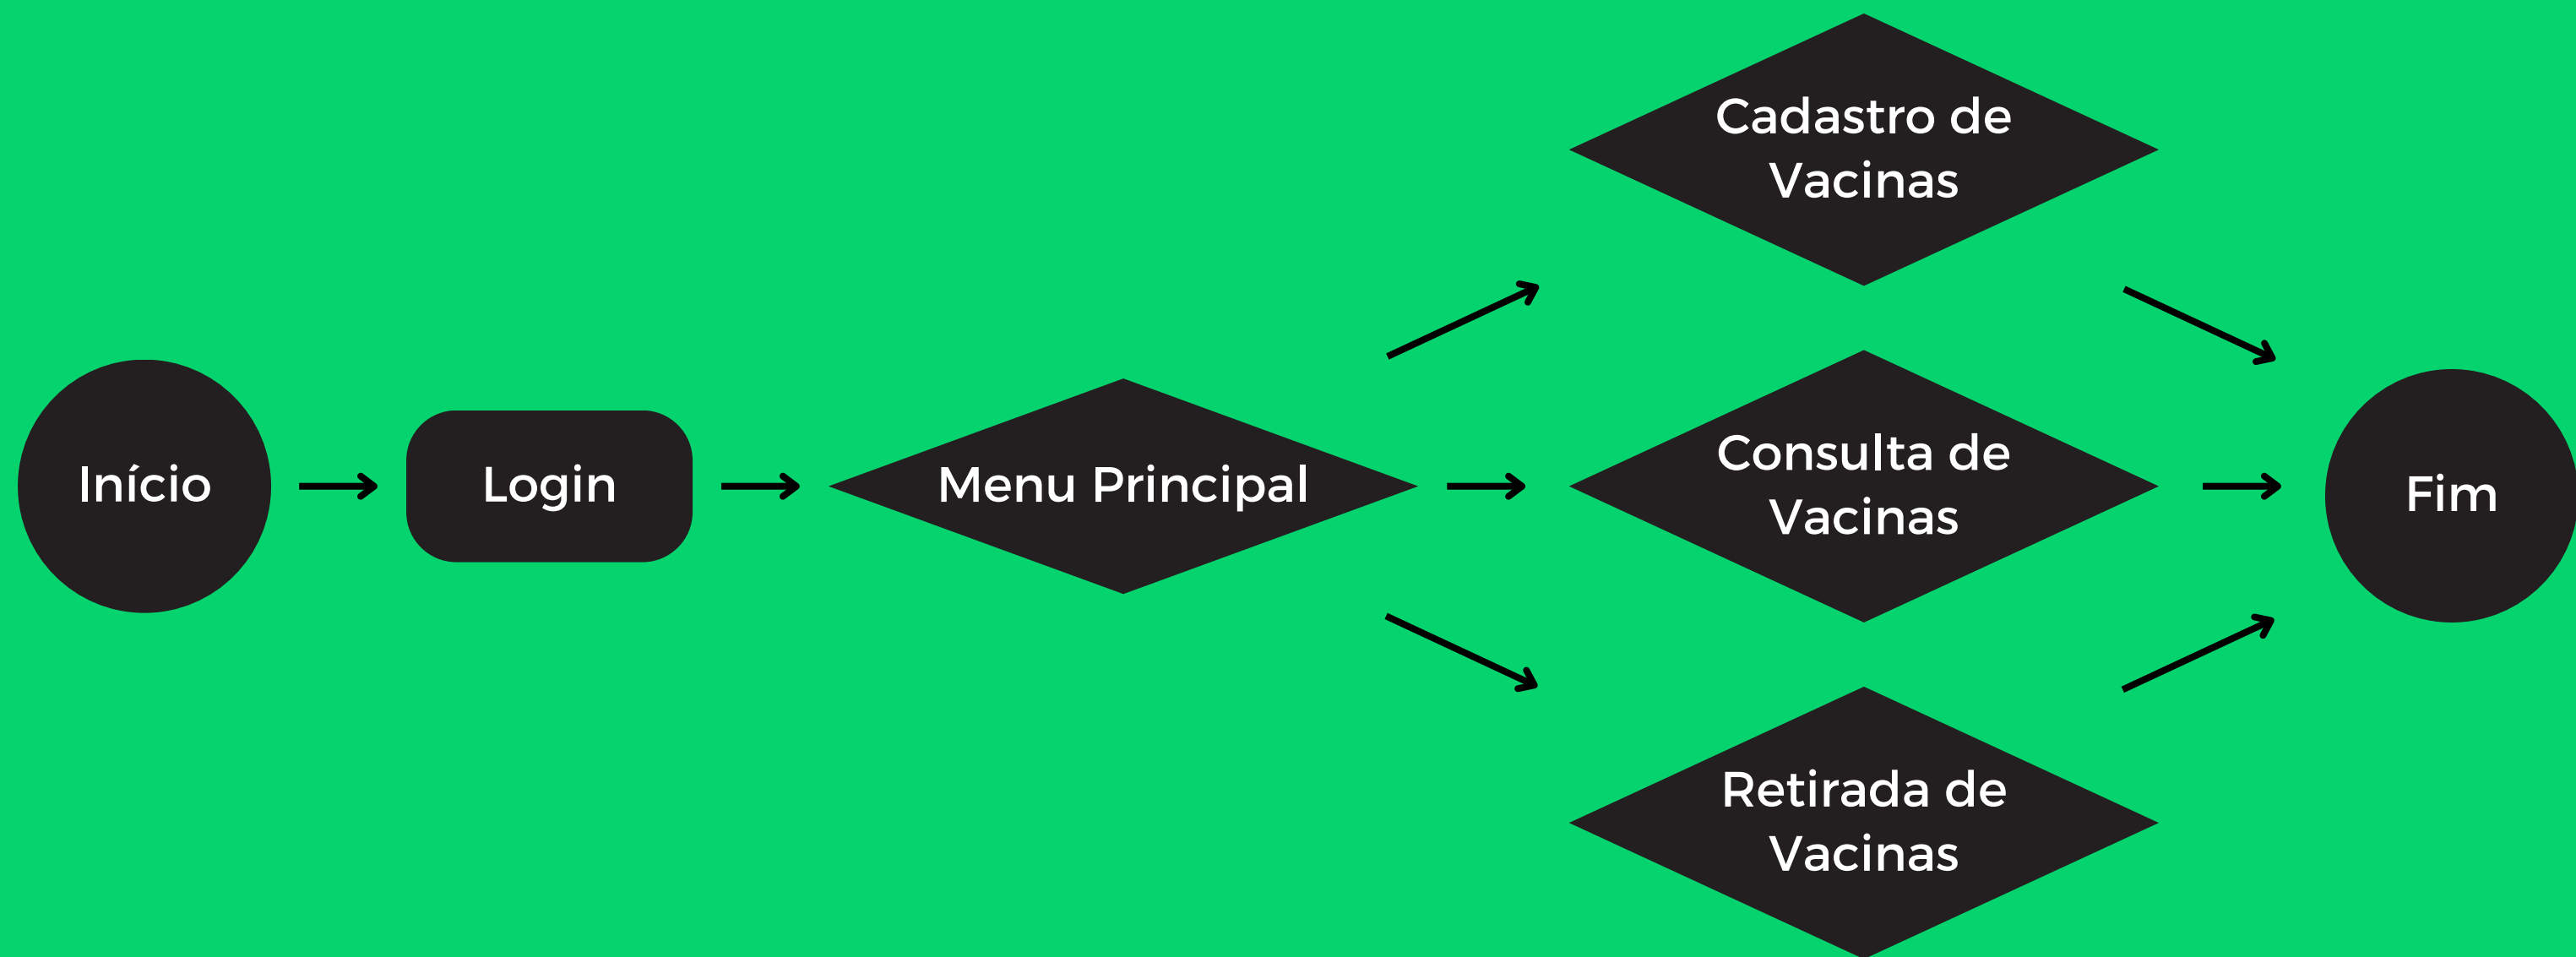 Início
Login
Menu Principal
Cadastro de
Vacinas
Consulta de
Vacinas
Retirada de
Vacinas
Fim